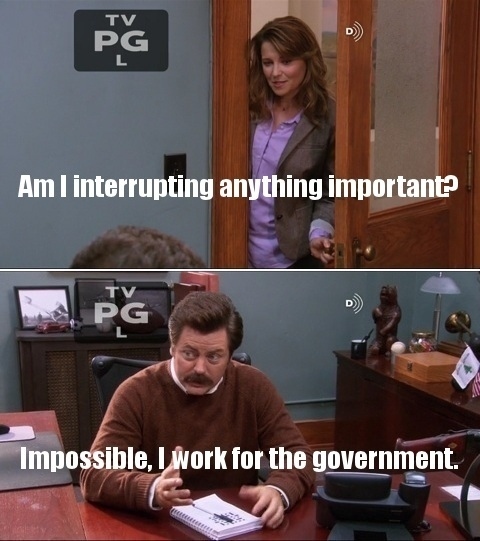 TV
PG
L
D
Am I interrupting anything important?
TV
PG
L
D
Impossible, I work for the government.